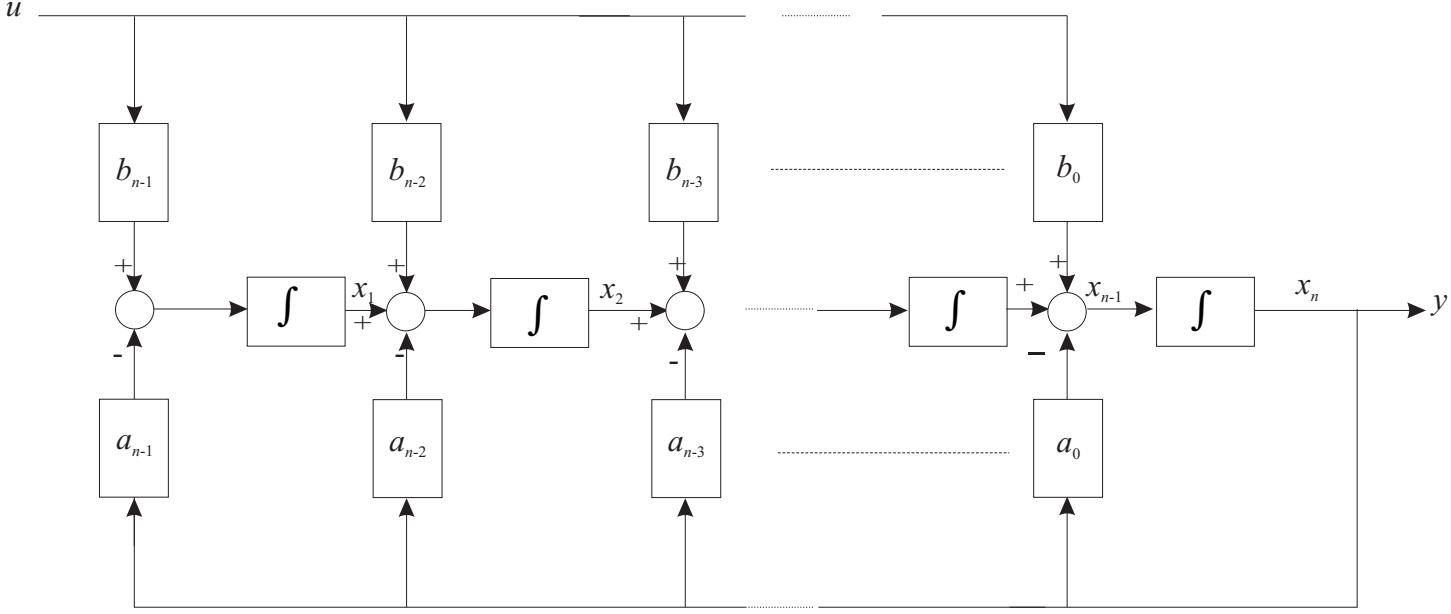 u
b_{n-1} b_{n-2} b_{n-3} b_0
+ + + +
∫ x_1 ∫ x_2 ∫ + x_{n-1} ∫ x_n y
+ +
- - - −
a_{n-1} a_{n-2} a_{n-3} a_0